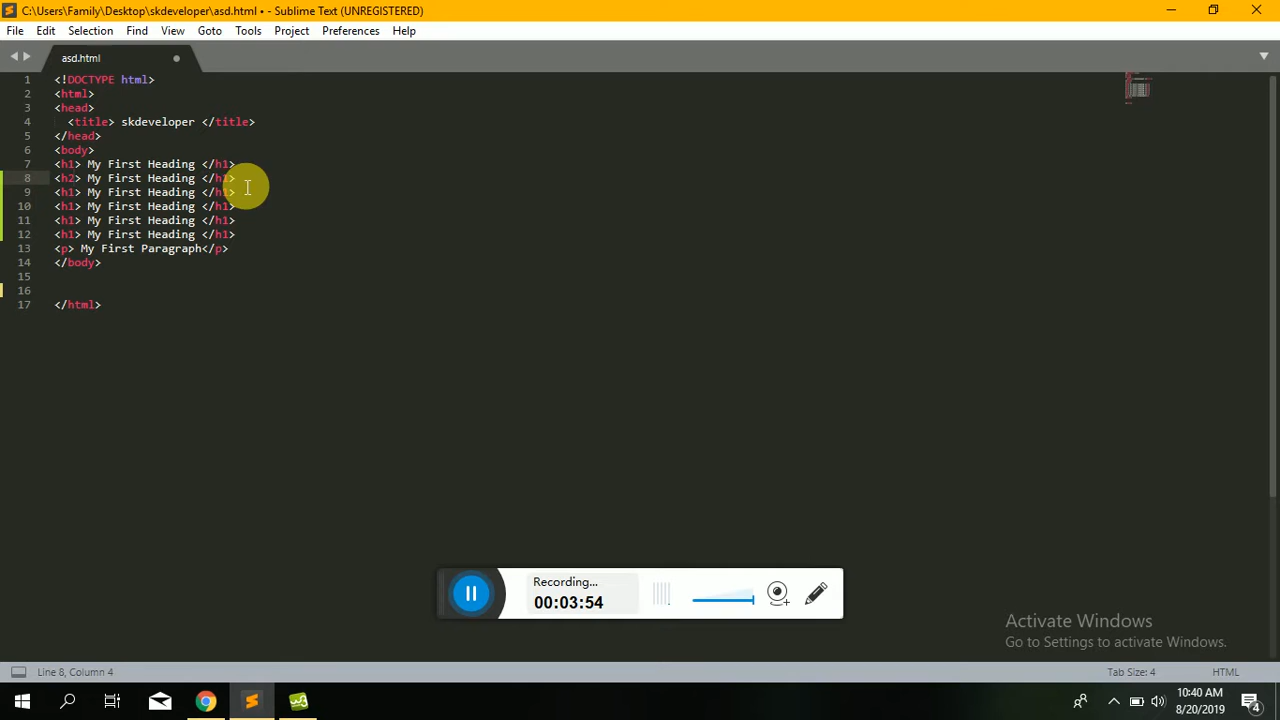 C:\Users\Family\Desktop\skdeveloper\asd.html • - Sublime Text (UNREGISTERED)
File Edit Selection Find View Goto Tools Project Preferences Help
asd.html
1 <!DOCTYPE html>
2 <html>
3 <head>
4 <title> skdeveloper </title>
5 </head>
6 <body>
7 <h1> My First Heading </h1>
8 <h2> My First Heading </h1>
9 <h1> My First Heading </h1>
10 <h1> My First Heading </h1>
11 <h1> My First Heading </h1>
12 <h1> My First Heading </h1>
13 <p> My First Paragraph</p>
14 </body>
15
16
17 </html>
Recording...
00:03:54
Activate Windows
Go to Settings to activate Windows.
Line 8, Column 4 Tab Size: 4 HTML
10:40 AM
8/20/2019
4